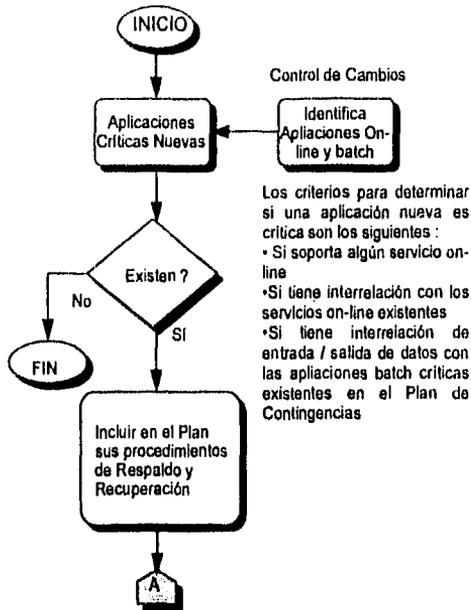 INICIO
Control de Cambios
Aplicaciones
Críticas Nuevas
Identifica
Apliaciones On-
line y batch
Los criterios para determinar
si una aplicación nueva es
crítica son los siguientes :
• Si soporta algún servicio on-
line
•Si tiene interrelación con los
servicios on-line existentes
•Si tiene interrelación de
entrada / salida de datos con
las apliaciones batch críticas
existentes en el Plan de
Contingencias
Existen ?
No
Sí
FIN
Incluir en el Plan
sus procedimientos
de Respaldo y
Recuperación
A